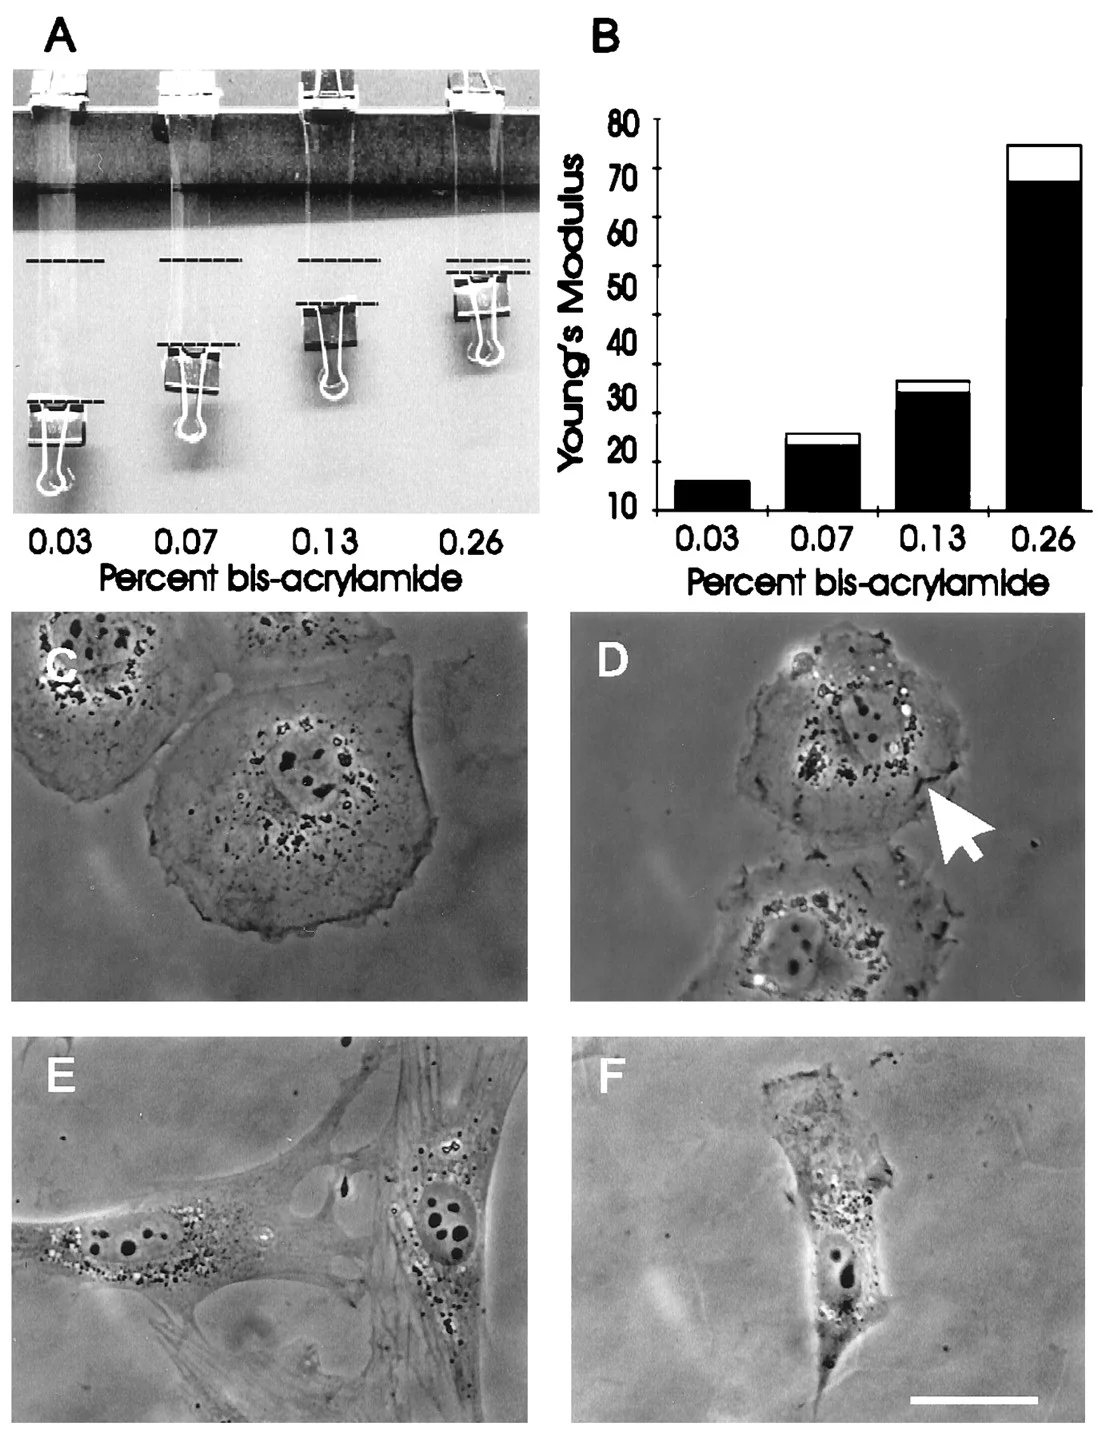 A
B
Young's Modulus
80
70
60
50
40
30
20
10
0.03 0.07 0.13 0.26
Percent bis-acrylamide
0.03 0.07 0.13 0.26
Percent bis-acrylamide
C
D
E
F